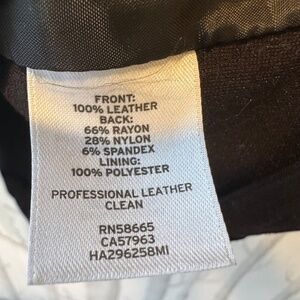 FRONT:
100% LEATHER
BACK:
66% RAYON
28% NYLON
6% SPANDEX
LINING:
100% POLYESTER
PROFESSIONAL LEATHER
CLEAN
RN58665
CA57963
HA296258MI